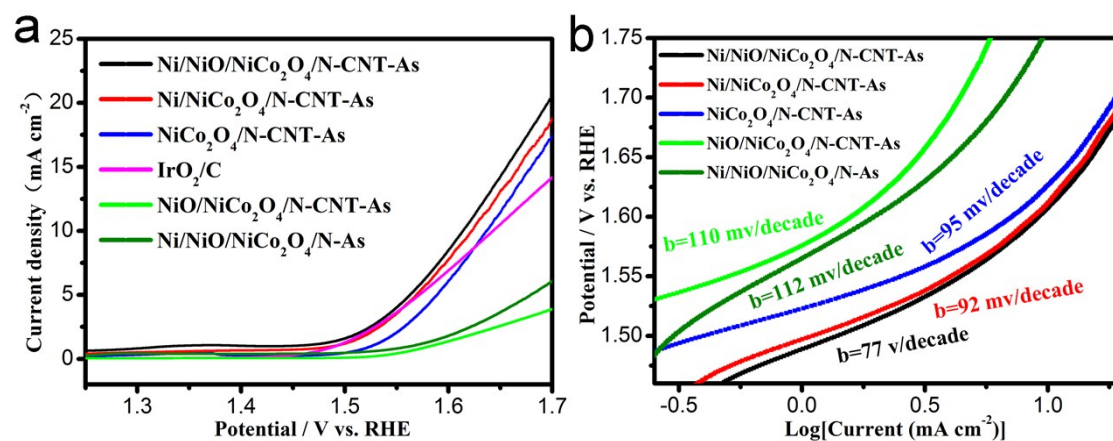 a
25
20
15
10
5
0
Current density (mA cm⁻²)
Ni/NiO/NiCo₂O₄/N-CNT-As
Ni/NiCo₂O₄/N-CNT-As
NiCo₂O₄/N-CNT-As
IrO₂/C
NiO/NiCo₂O₄/N-CNT-As
Ni/NiO/NiCo₂O₄/N-As
1.3 1.4 1.5 1.6 1.7
Potential / V vs. RHE
b
1.75
1.70
1.65
1.60
1.55
1.50
Potential / V vs. RHE
Ni/NiO/NiCo₂O₄/N-CNT-As
Ni/NiCo₂O₄/N-CNT-As
NiCo₂O₄/N-CNT-As
NiO/NiCo₂O₄/N-CNT-As
Ni/NiO/NiCo₂O₄/N-As
b=110 mv/decade
b=95 mv/decade
b=112 mv/decade
b=92 mv/decade
b=77 v/decade
-0.5 0.0 0.5 1.0
Log[Current (mA cm⁻²)]